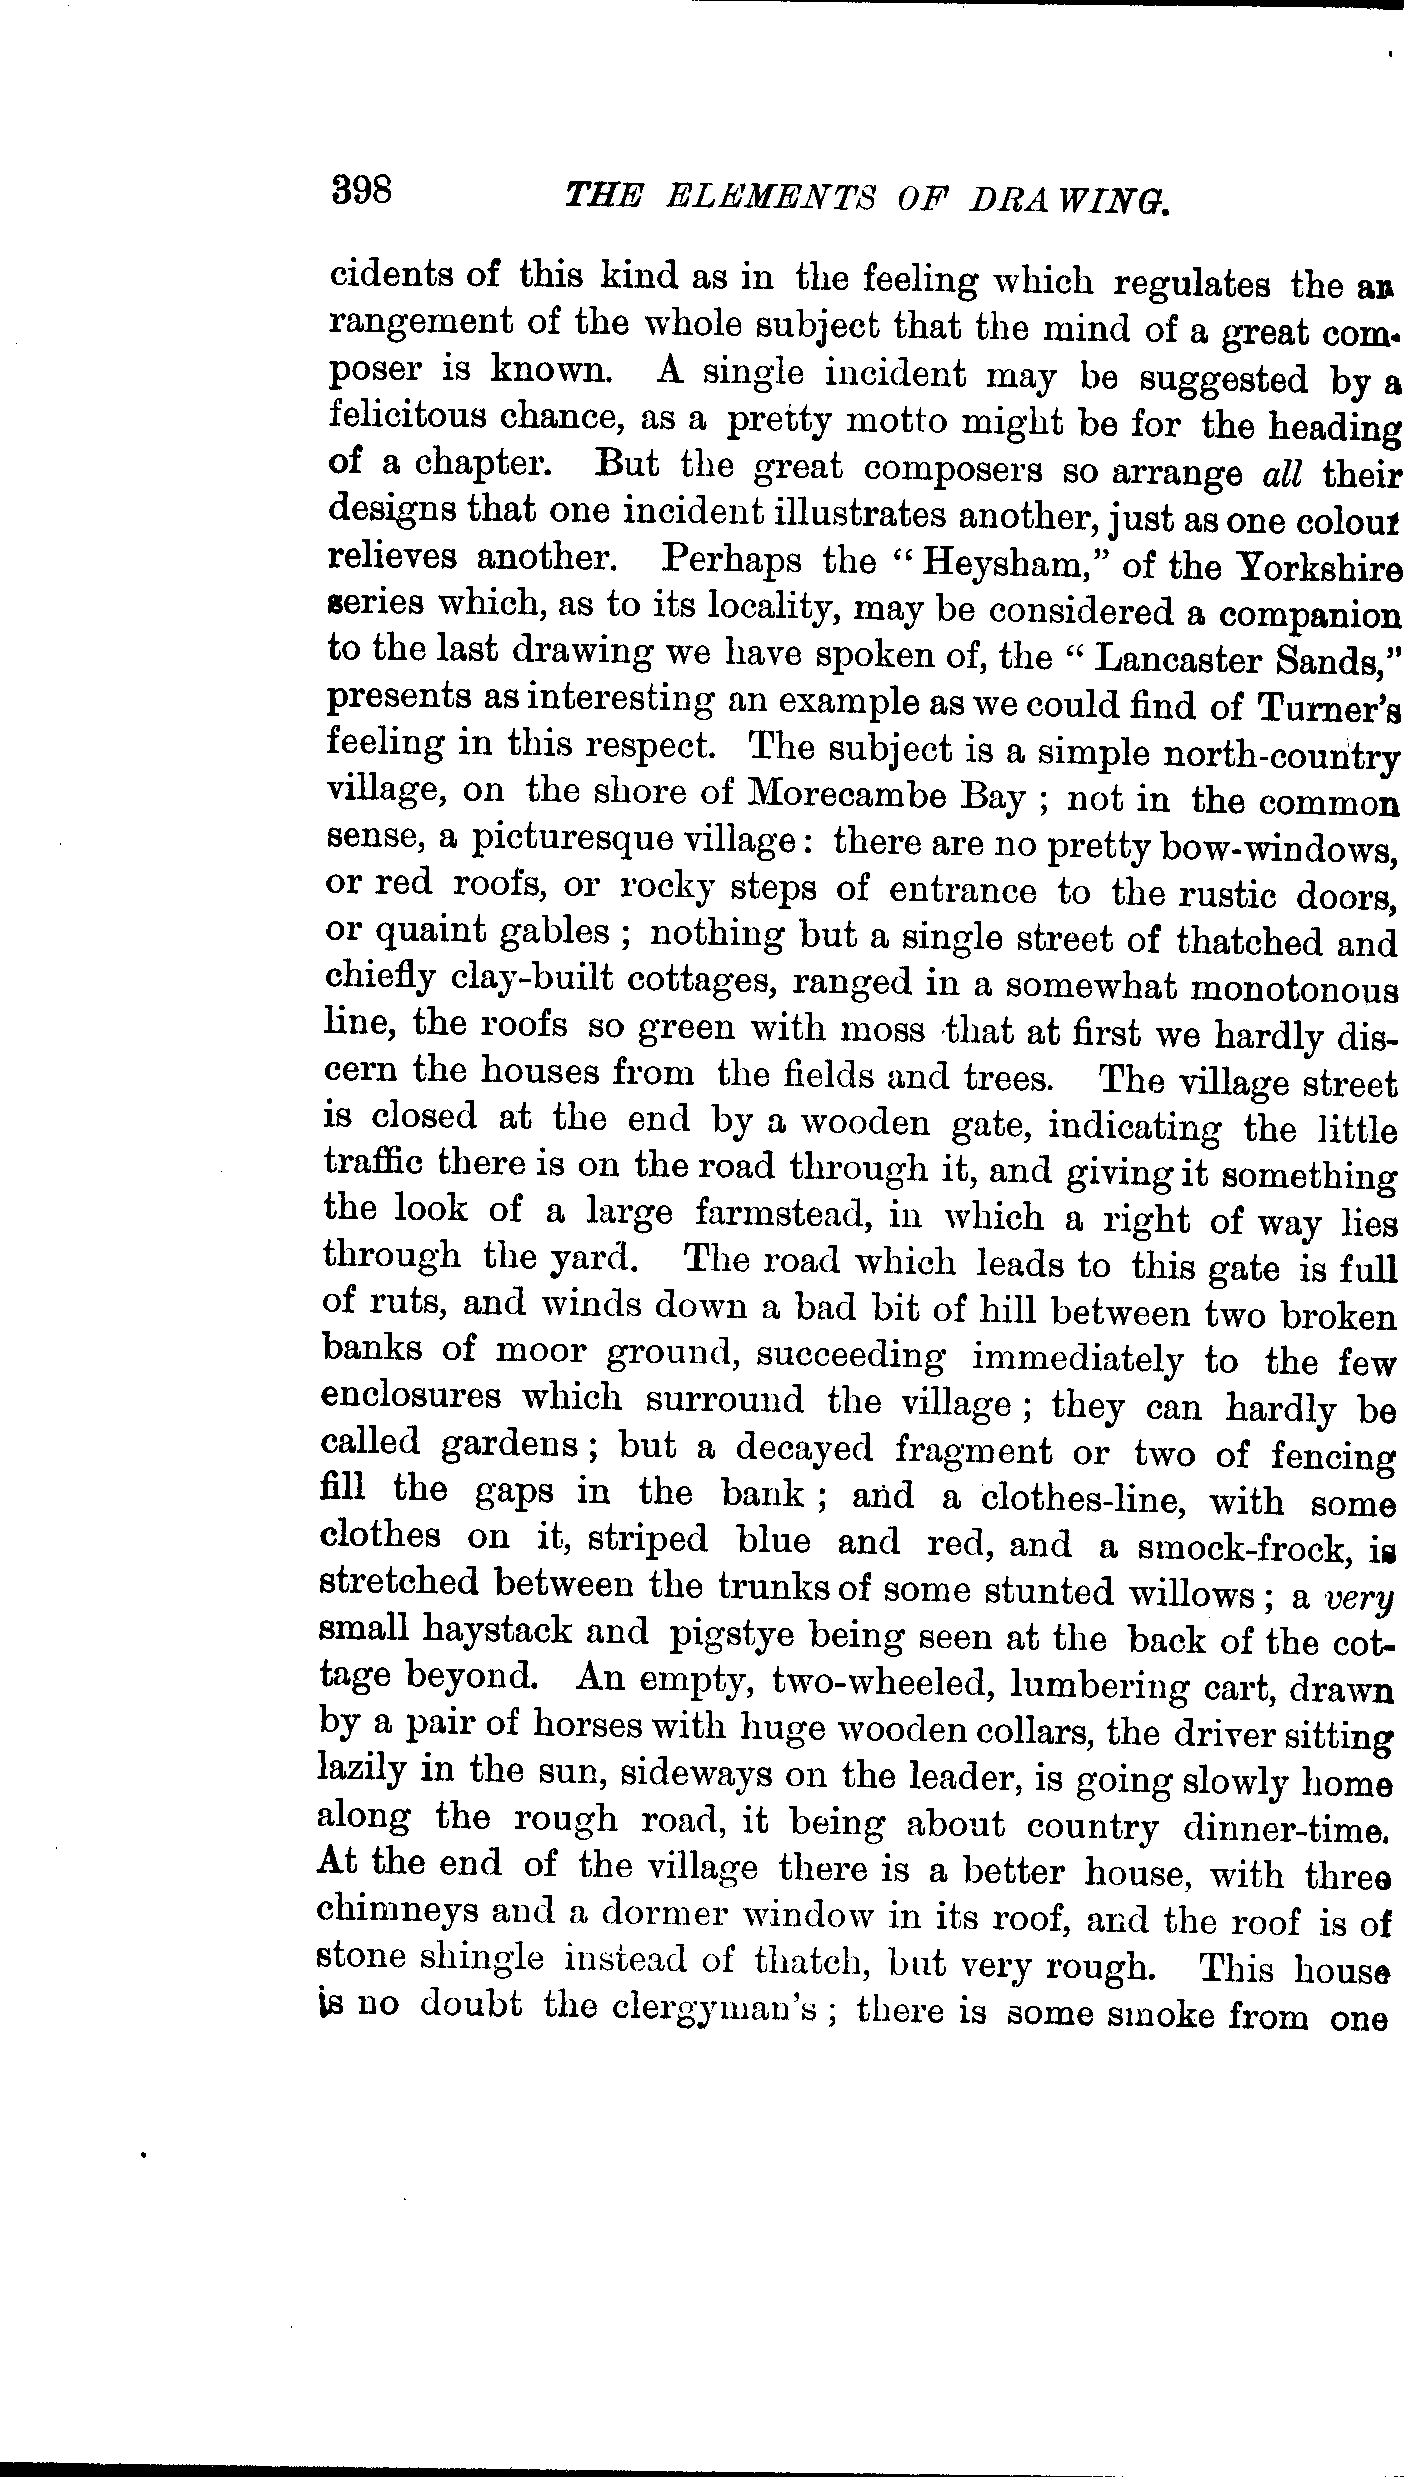 398 THE ELEMENTS OF DRAWING.
cidents of this kind as in the feeling which regulates the ar
rangement of the whole subject that the mind of a great com-
poser is known. A single incident may be suggested by a
felicitous chance, as a pretty motto might be for the heading
of a chapter. But the great composers so arrange all their
designs that one incident illustrates another, just as one colour
relieves another. Perhaps the “Heysham,” of the Yorkshire
series which, as to its locality, may be considered a companion
to the last drawing we have spoken of, the “Lancaster Sands,”
presents as interesting an example as we could find of Turner’s
feeling in this respect. The subject is a simple north-country
village, on the shore of Morecambe Bay ; not in the common
sense, a picturesque village : there are no pretty bow-windows,
or red roofs, or rocky steps of entrance to the rustic doors,
or quaint gables ; nothing but a single street of thatched and
chiefly clay-built cottages, ranged in a somewhat monotonous
line, the roofs so green with moss that at first we hardly dis-
cern the houses from the fields and trees. The village street
is closed at the end by a wooden gate, indicating the little
traffic there is on the road through it, and giving it something
the look of a large farmstead, in which a right of way lies
through the yard. The road which leads to this gate is full
of ruts, and winds down a bad bit of hill between two broken
banks of moor ground, succeeding immediately to the few
enclosures which surround the village ; they can hardly be
called gardens ; but a decayed fragment or two of fencing
fill the gaps in the bank ; and a clothes-line, with some
clothes on it, striped blue and red, and a smock-frock, is
stretched between the trunks of some stunted willows ; a very
small haystack and pigstye being seen at the back of the cot-
tage beyond. An empty, two-wheeled, lumbering cart, drawn
by a pair of horses with huge wooden collars, the driver sitting
lazily in the sun, sideways on the leader, is going slowly home
along the rough road, it being about country dinner-time.
At the end of the village there is a better house, with three
chimneys and a dormer window in its roof, and the roof is of
stone shingle instead of thatch, but very rough. This house
is no doubt the clergyman’s ; there is some smoke from one